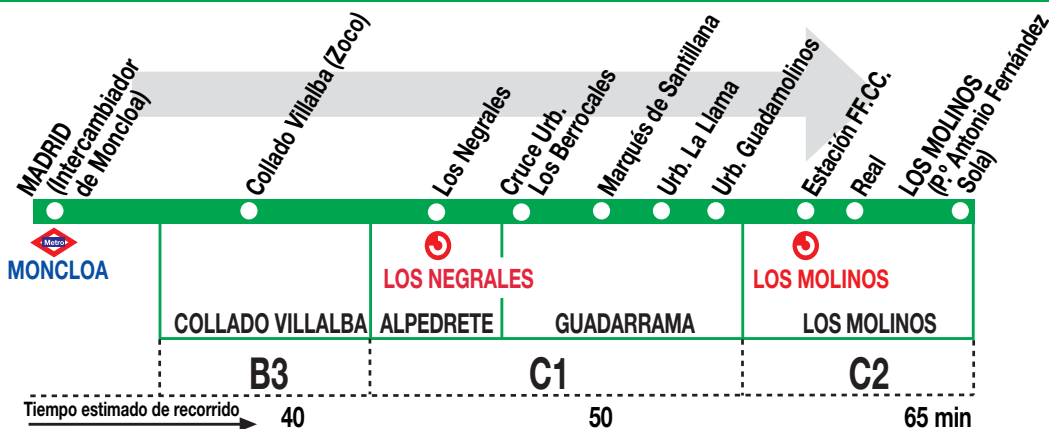 MADRID
(Intercambiador
de Moncloa)
Collado Villalba (Zoco)
Los Negrales
Cruce Urb.
Los Berrocales
Marqués de Santillana
Urb. La Llama
Urb. Guadamolinos
Estación FF.CC.
Real
LOS MOLINOS
(P.º Antonio Fernández
Sola)
Metro
MONCLOA
LOS NEGRALES
LOS MOLINOS
COLLADO VILLALBA
ALPEDRETE
GUADARRAMA
LOS MOLINOS
B3
C1
C2
Tiempo estimado de recorrido
40
50
65 min